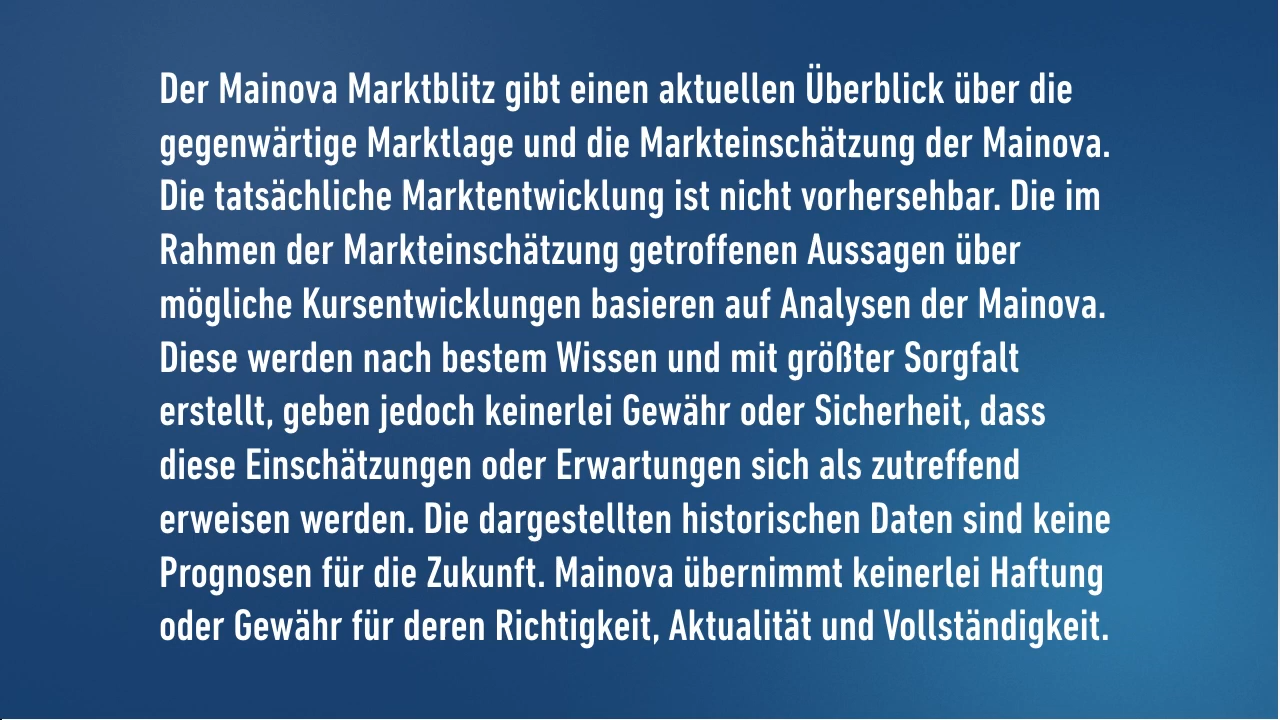 Der Mainova Marktblitz gibt einen aktuellen Überblick über die
gegenwärtige Marktlage und die Markteinschätzung der Mainova.
Die tatsächliche Marktentwicklung ist nicht vorhersehbar. Die im
Rahmen der Markteinschätzung getroffenen Aussagen über
mögliche Kursentwicklungen basieren auf Analysen der Mainova.
Diese werden nach bestem Wissen und mit größter Sorgfalt
erstellt, geben jedoch keinerlei Gewähr oder Sicherheit, dass
diese Einschätzungen oder Erwartungen sich als zutreffend
erweisen werden. Die dargestellten historischen Daten sind keine
Prognosen für die Zukunft. Mainova übernimmt keinerlei Haftung
oder Gewähr für deren Richtigkeit, Aktualität und Vollständigkeit.